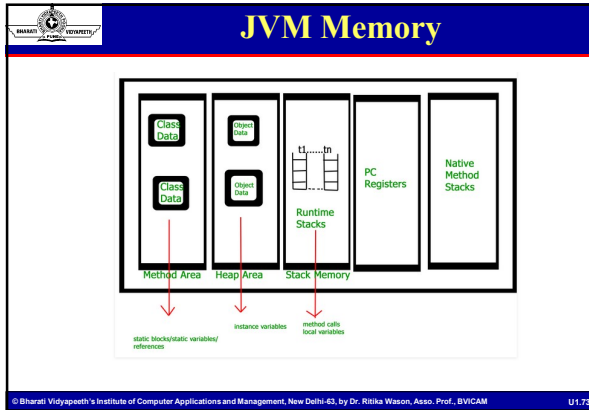 BHARATI
VIDYAPEETH
PUNE
JVM Memory
Class
Data
Class
Data
Method Area
Object
Data
Object
Data
Heap Area
t1......tn
Runtime
Stacks
Stack Memory
PC
Registers
Native
Method
Stacks
static blocks/static variables/
references
instance variables
method calls
local variables
© Bharati Vidyapeeth's Institute of Computer Applications and Management, New Delhi-63, by Dr. Ritika Wason, Asso. Prof., BVICAM
U1.73